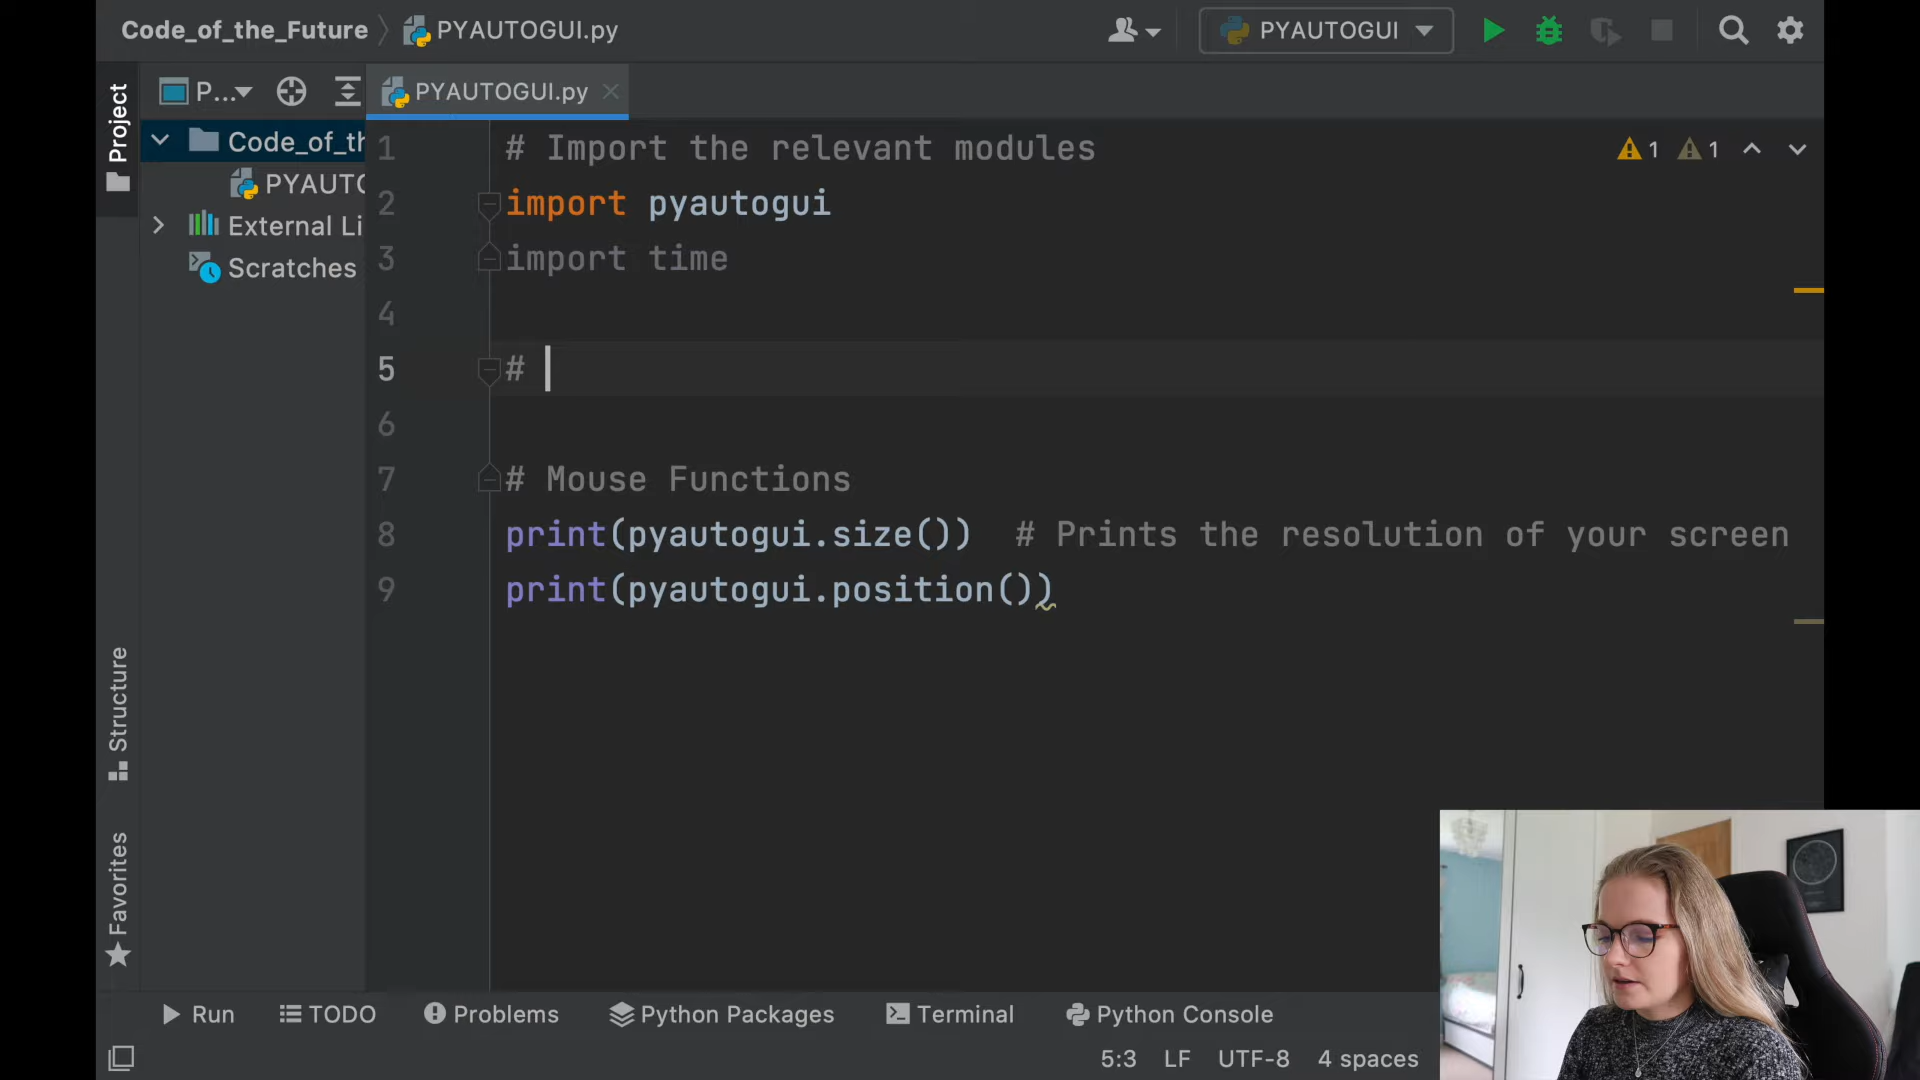 Code_of_the_Future
PYAUTOGUI.py
PYAUTOGUI
Project
P...
PYAUTOGUI.py
Code_of_th
PYAUTO
External Li
Scratches
1 # Import the relevant modules
1 1
2 import pyautogui
3 import time
4
5 #
6
7 # Mouse Functions
8 print(pyautogui.size()) # Prints the resolution of your screen
9 print(pyautogui.position())
Structure
Favorites
Run
TODO
Problems
Python Packages
Terminal
Python Console
5:3 LF UTF-8 4 spaces